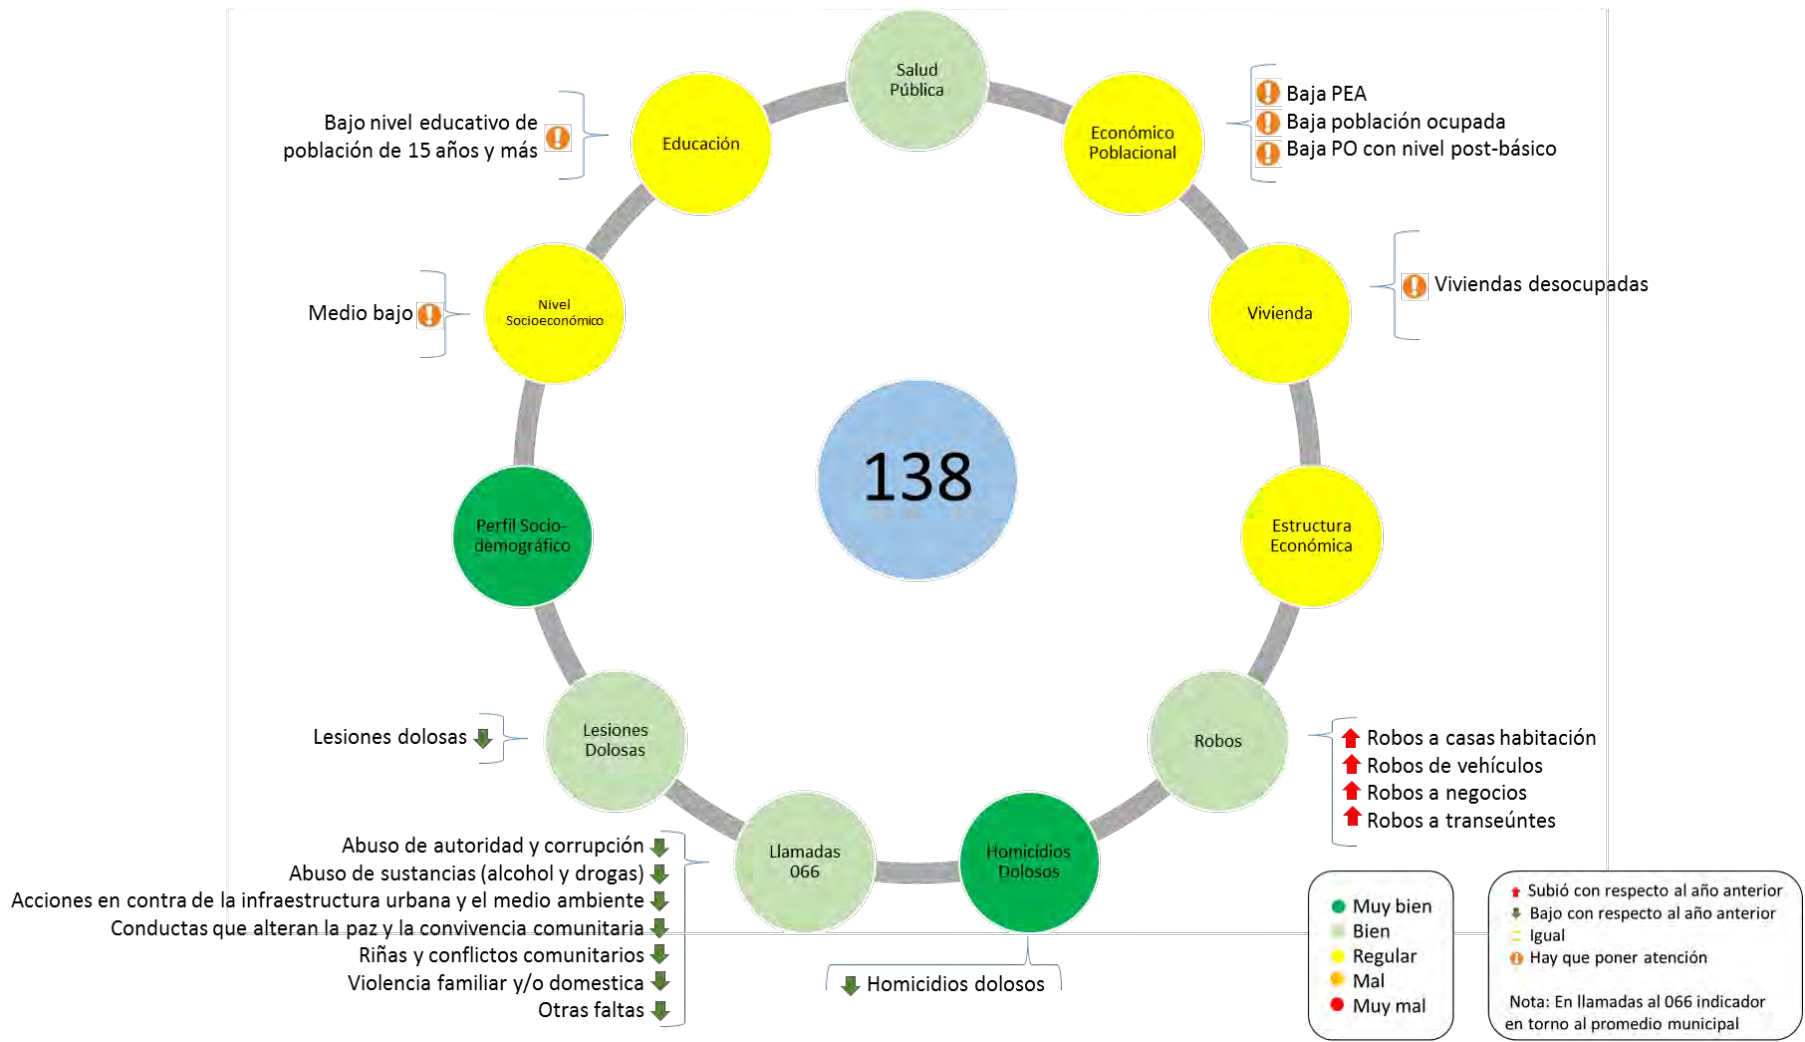 Salud
Pública
Económico
Poblacional
Baja PEA
Baja población ocupada
Baja PO con nivel post-básico
Vivienda
Viviendas desocupadas
Estructura
Económica
Robos
Robos a casas habitación
Robos de vehículos
Robos a negocios
Robos a transeúntes
Homicidios
Dolosos
Homicidios dolosos
Llamadas
066
Abuso de autoridad y corrupción
Abuso de sustancias (alcohol y drogas)
Acciones en contra de la infraestructura urbana y el medio ambiente
Conductas que alteran la paz y la convivencia comunitaria
Riñas y conflictos comunitarios
Violencia familiar y/o domestica
Otras faltas
Lesiones
Dolosas
Lesiones dolosas
Perfil Socio-
demográfico
Nivel
Socioeconómico
Medio bajo
Educación
Bajo nivel educativo de
población de 15 años y más
138
Muy bien
Bien
Regular
Mal
Muy mal
Subió con respecto al año anterior
Bajo con respecto al año anterior
Igual
Hay que poner atención
Nota: En llamadas al 066 indicador
en torno al promedio municipal